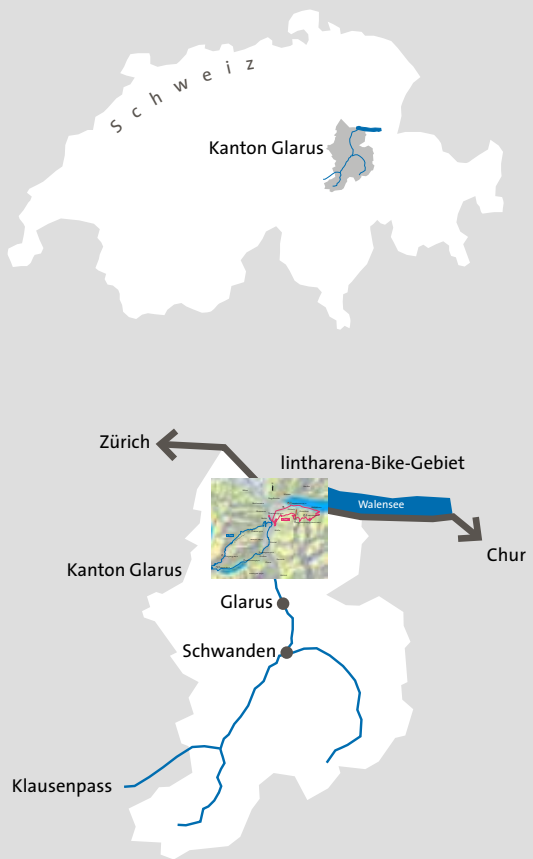 Schweiz
Kanton Glarus
Zürich
lintharena-Bike-Gebiet
Walensee
Chur
Kanton Glarus
Glarus
Schwanden
Klausenpass